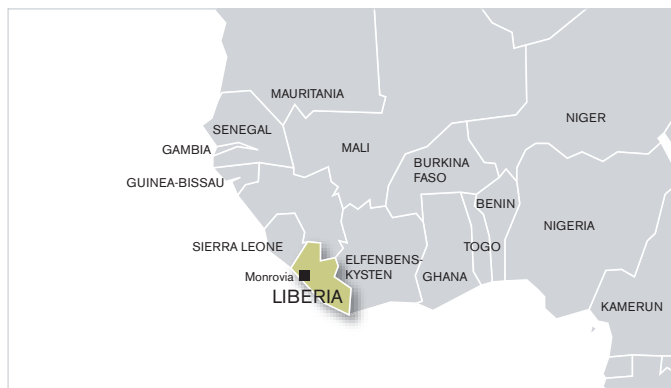 MAURITANIA
NIGER
SENEGAL
GAMBIA
MALI
BURKINA
FASO
GUINEA-BISSAU
BENIN
NIGERIA
SIERRA LEONE
TOGO
ELFENBENS-
KYSTEN
GHANA
Monrovia
LIBERIA
KAMERUN